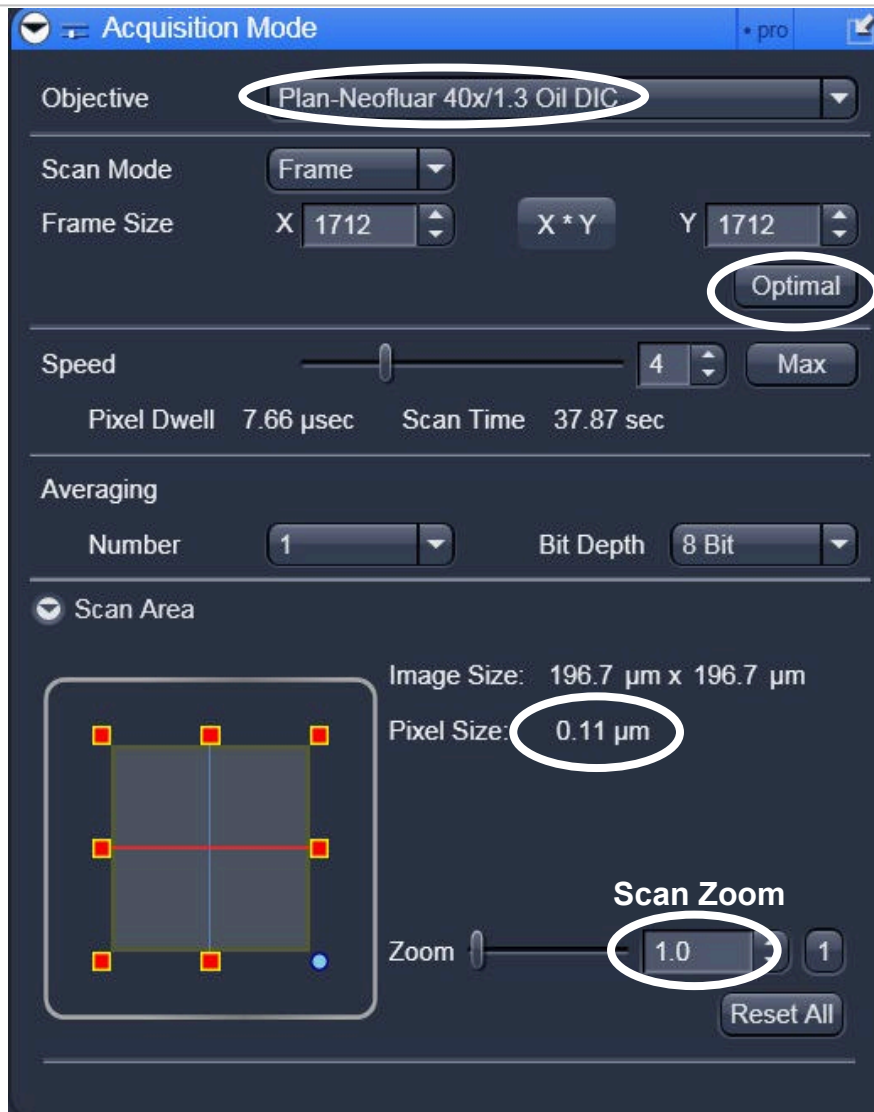 Acquisition Mode • pro
Objective Plan-Neofluar 40x/1.3 Oil DIC
Scan Mode Frame
Frame Size X 1712 X * Y Y 1712
Optimal
Speed 4 Max
Pixel Dwell 7.66 µsec Scan Time 37.87 sec
Averaging
Number 1 Bit Depth 8 Bit
Scan Area
Image Size: 196.7 µm x 196.7 µm
Pixel Size: 0.11 µm
Scan Zoom
Zoom 1.0 1
Reset All